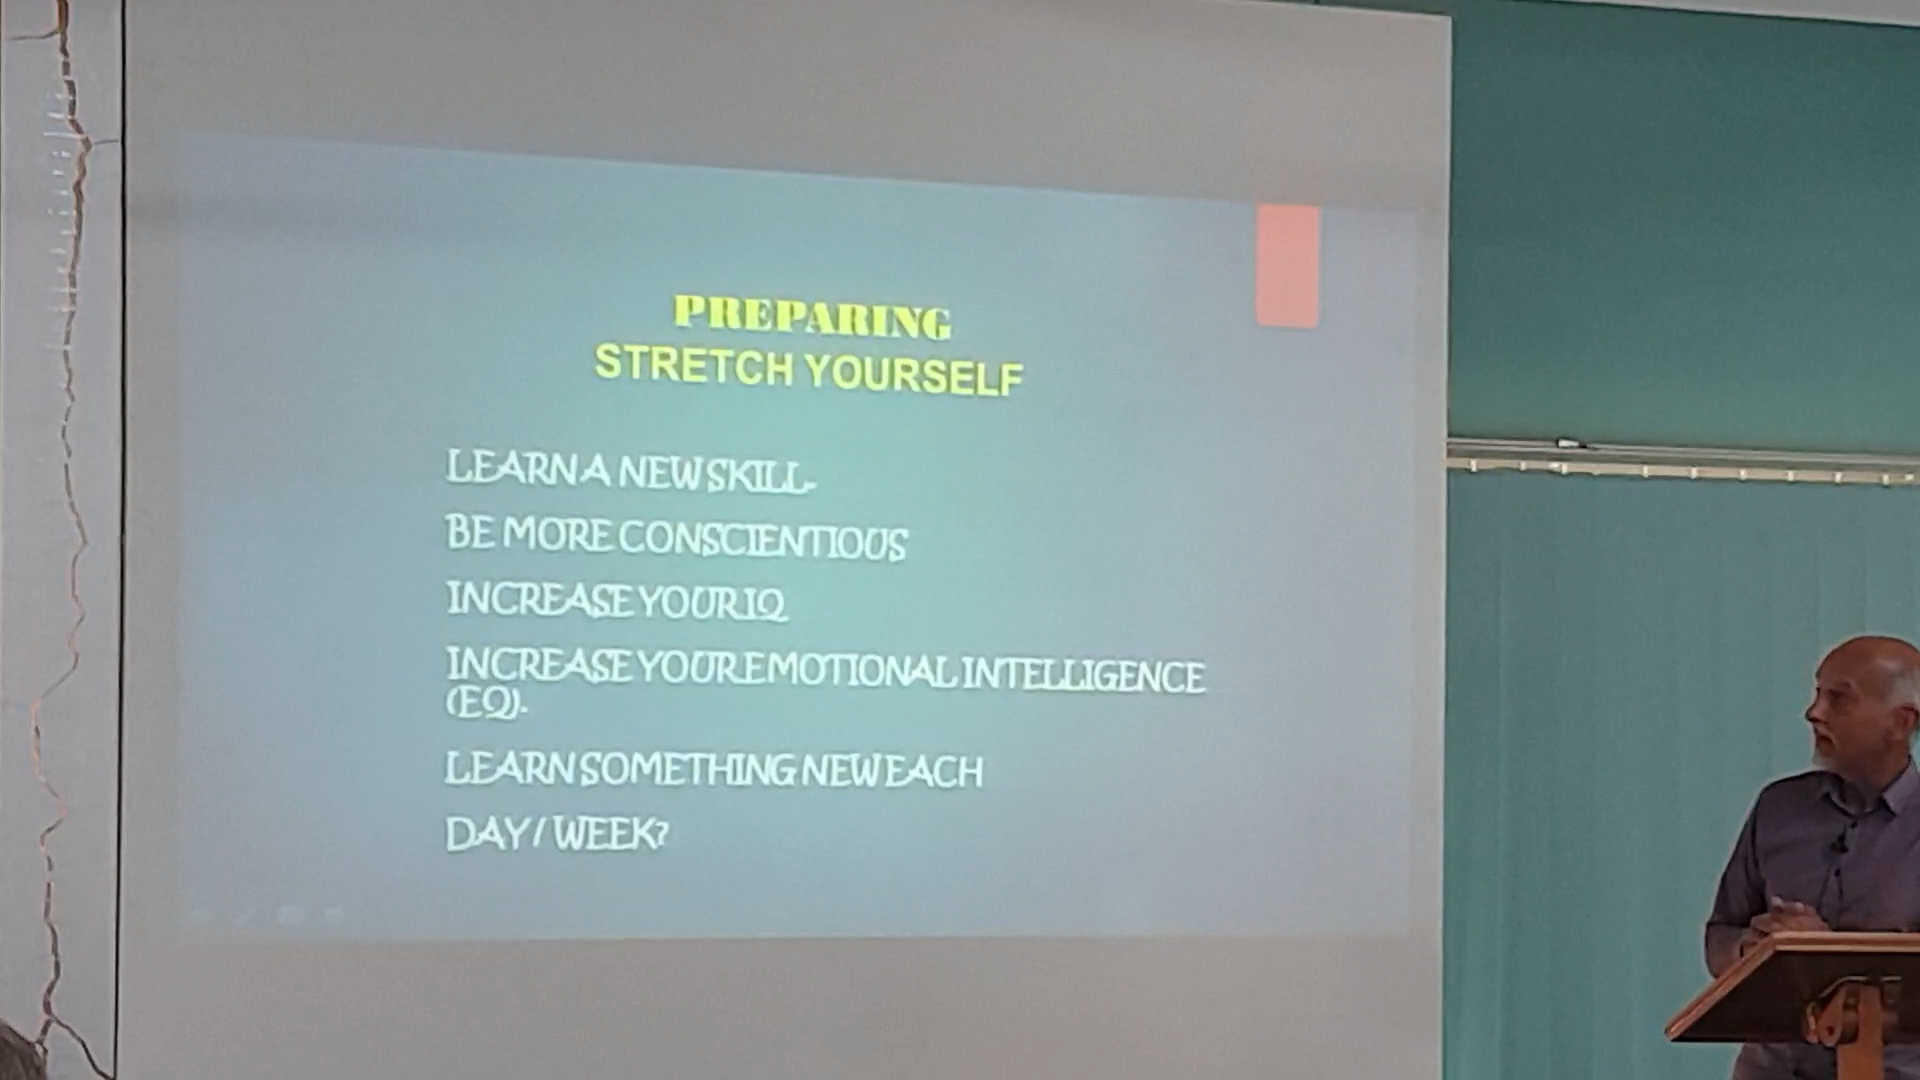 PREPARING
STRETCH YOURSELF
LEARN A NEW SKILL-
BE MORE CONSCIENTIOUS
INCREASE YOUR IQ
INCREASE YOUR EMOTIONAL INTELLIGENCE
(EQ).
LEARN SOMETHING NEW EACH
DAY / WEEK?